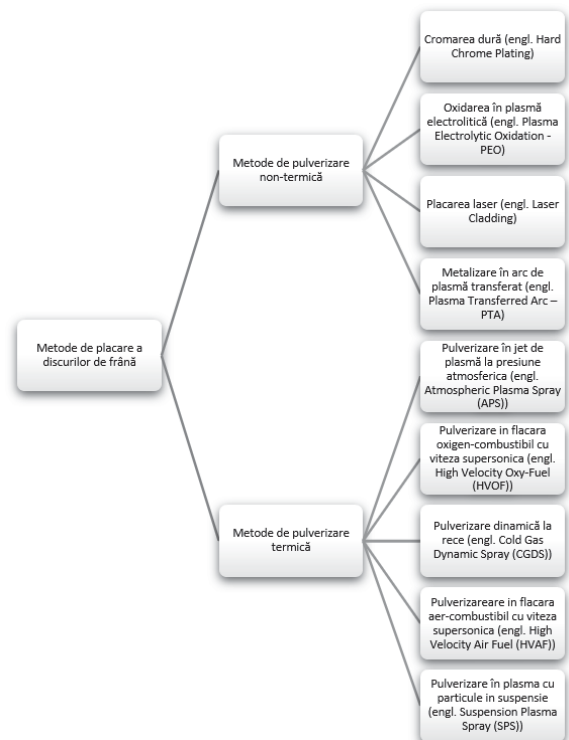 Metode de placare a
discurilor de frână
Metode de pulverizare
non-termică
Cromarea dură (engl. Hard
Chrome Plating)
Oxidarea în plasmă
electrolitică (engl. Plasma
Electrolytic Oxidation -
PEO)
Placarea laser (engl. Laser
Cladding)
Metalizare în arc de
plasmă transferat (engl.
Plasma Transferred Arc –
PTA)
Metode de pulverizare
termică
Pulverizare în jet de
plasmă la presiune
atmosferica (engl.
Atmospheric Plasma Spray
(APS))
Pulverizare in flacara
oxigen-combustibil cu
viteza supersonica (engl.
High Velocity Oxy-Fuel
(HVOF))
Pulverizare dinamică la
rece (engl. Cold Gas
Dynamic Spray (CGDS))
Pulverizareare in flacara
aer-combustibil cu viteza
supersonica (engl. High
Velocity Air Fuel (HVAF))
Pulverizare în plasma cu
particule in suspensie
(engl. Suspension Plasma
Spray (SPS))